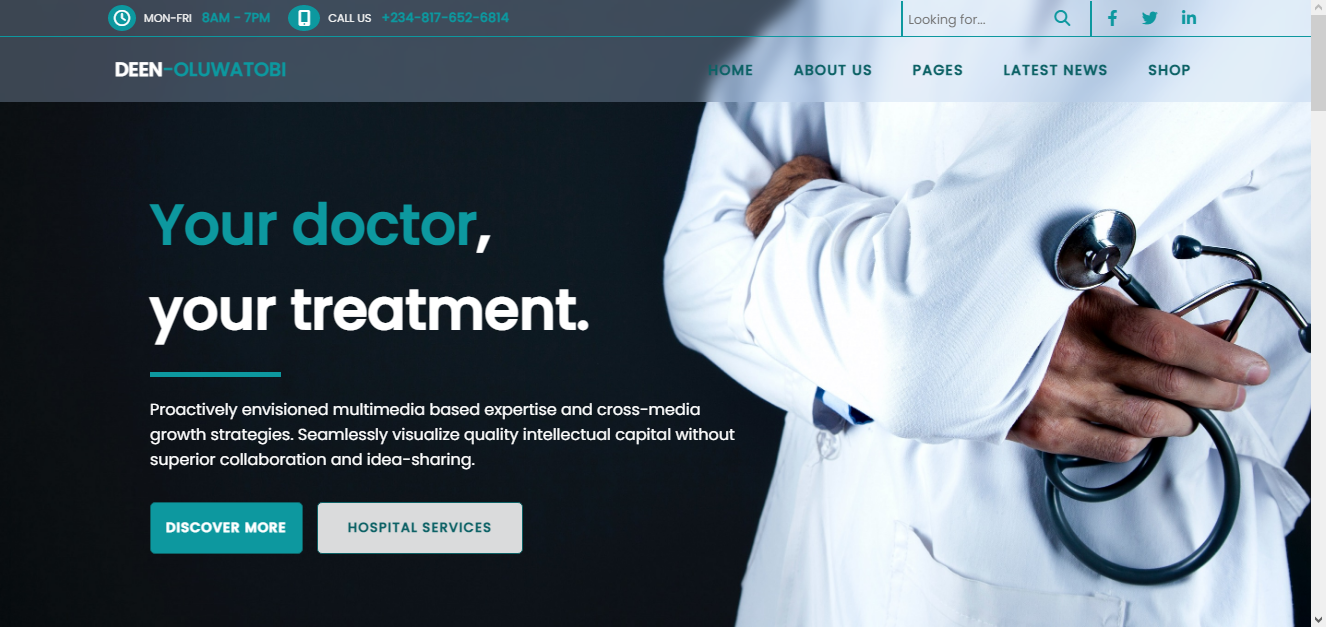 MON-FRI 8AM - 7PM CALL US +234-817-652-6814 Looking for...
DEEN-OLUWATOBI HOME ABOUT US PAGES LATEST NEWS SHOP
Your doctor,
your treatment.
Proactively envisioned multimedia based expertise and cross-media
growth strategies. Seamlessly visualize quality intellectual capital without
superior collaboration and idea-sharing.
DISCOVER MORE HOSPITAL SERVICES